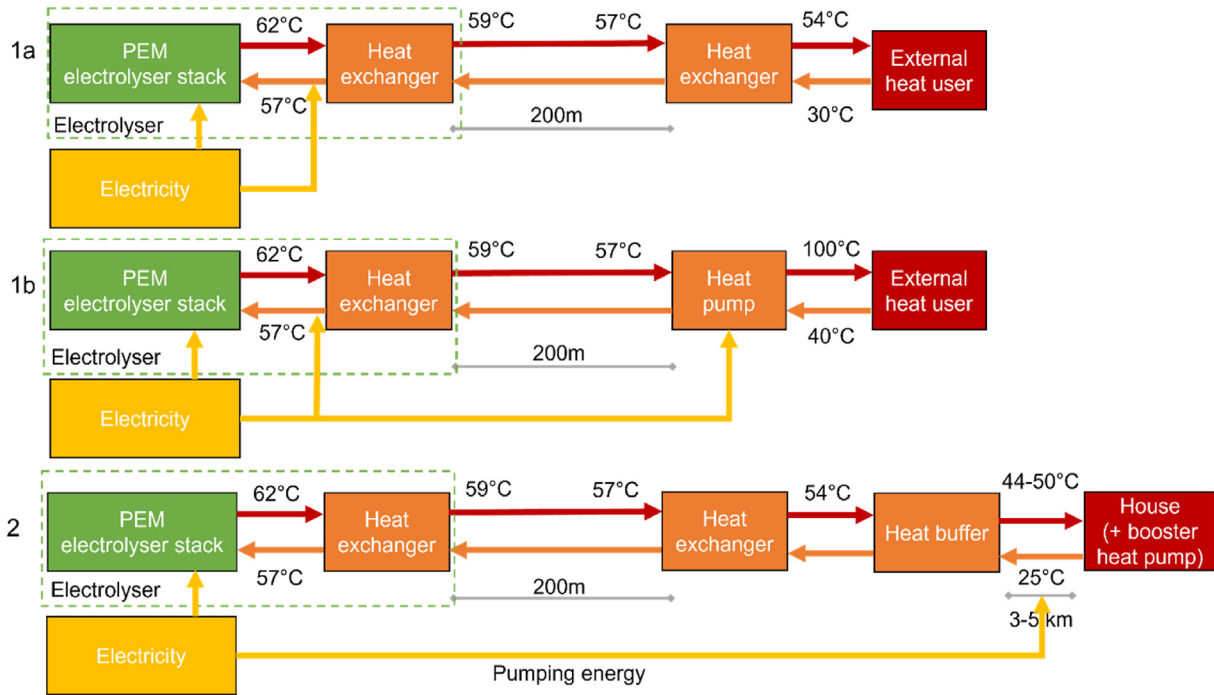 1a
PEM
electrolyser stack
62°C
57°C
Heat
exchanger
59°C
57°C
Heat
exchanger
54°C
30°C
External
heat user
Electrolyser
200m
Electricity
1b
PEM
electrolyser stack
62°C
57°C
Heat
exchanger
59°C
57°C
Heat
pump
100°C
40°C
External
heat user
Electrolyser
200m
Electricity
2
PEM
electrolyser stack
62°C
57°C
Heat
exchanger
59°C
57°C
Heat
exchanger
54°C
Heat buffer
44-50°C
25°C
House
(+ booster
heat pump)
Electrolyser
200m
3-5 km
Electricity
Pumping energy